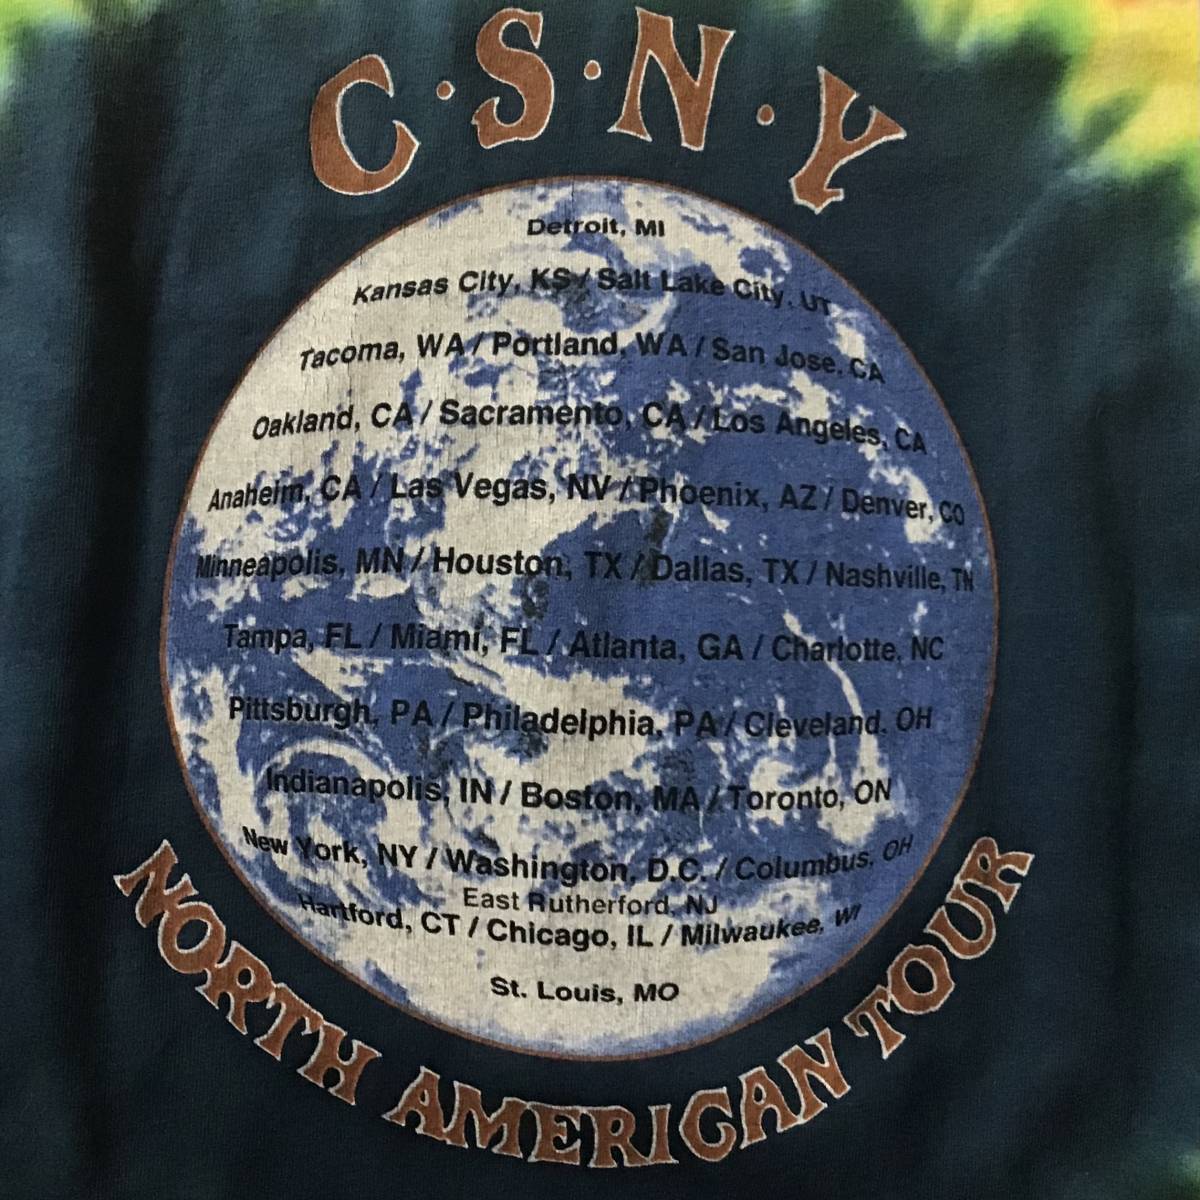 C·S·N·Y
Detroit, MI
Kansas City, KS / Salt Lake City, UT
Tacoma, WA / Portland, WA / San Jose, CA
Oakland, CA / Sacramento, CA / Los Angeles, CA
Anaheim, CA / Las Vegas, NV / Phoenix, AZ / Denver, CO
Minneapolis, MN / Houston, TX / Dallas, TX / Nashville, TN
Tampa, FL / Miami, FL / Atlanta, GA / Charlotte, NC
Pittsburgh, PA / Philadelphia, PA / Cleveland, OH
Indianapolis, IN / Boston, MA / Toronto, ON
New York, NY / Washington, D.C. / Columbus, OH
East Rutherford, NJ
Hartford, CT / Chicago, IL / Milwaukee, WI
St. Louis, MO
NORTH AMERICAN TOUR